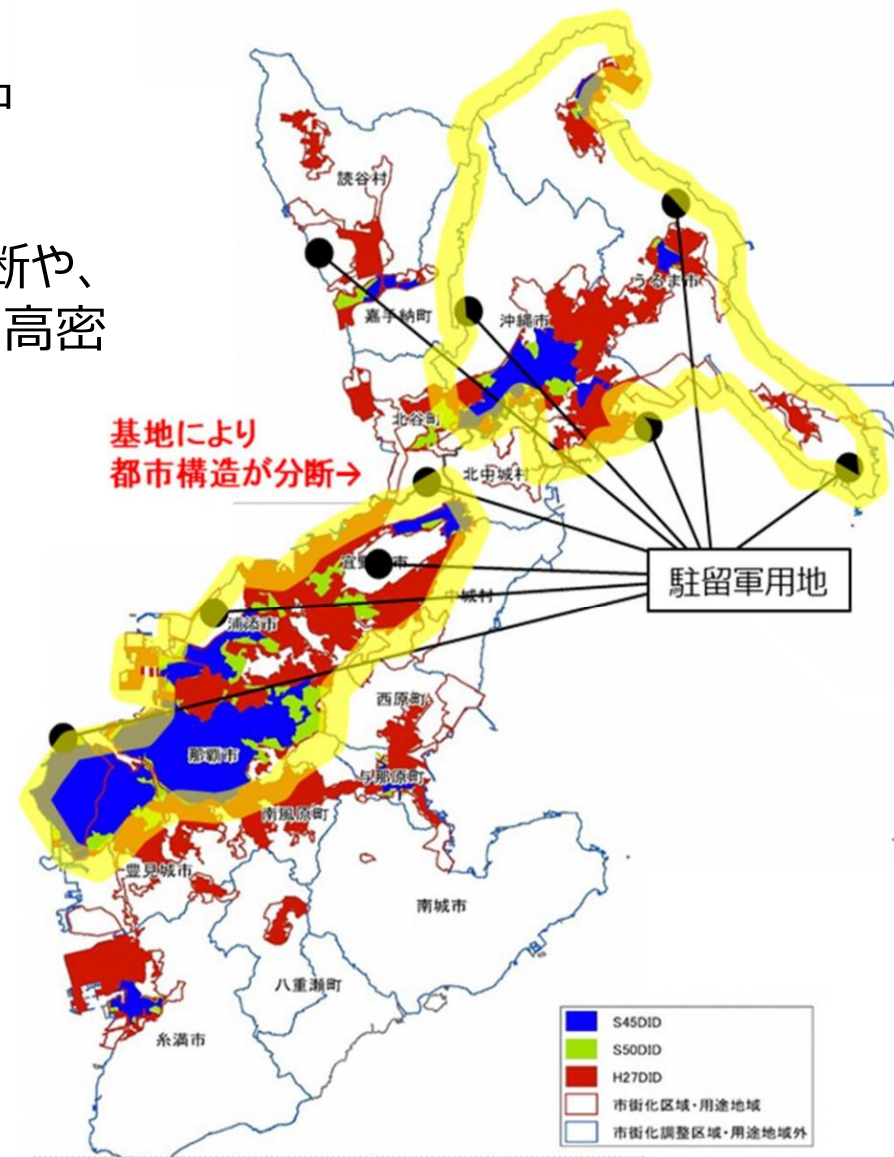 断や、
高密
読谷村
うるま市
嘉手納町
沖縄市
北谷町
基地により
都市構造が分断→
北中城村
宜野湾市
駐留軍用地
中城村
浦添市
西原町
那覇市
与那原町
南風原町
豊見城市
南城市
八重瀬町
糸満市
S45DID
S50DID
H27DID
市街化区域・用途地域
市街化調整区域・用途地域外